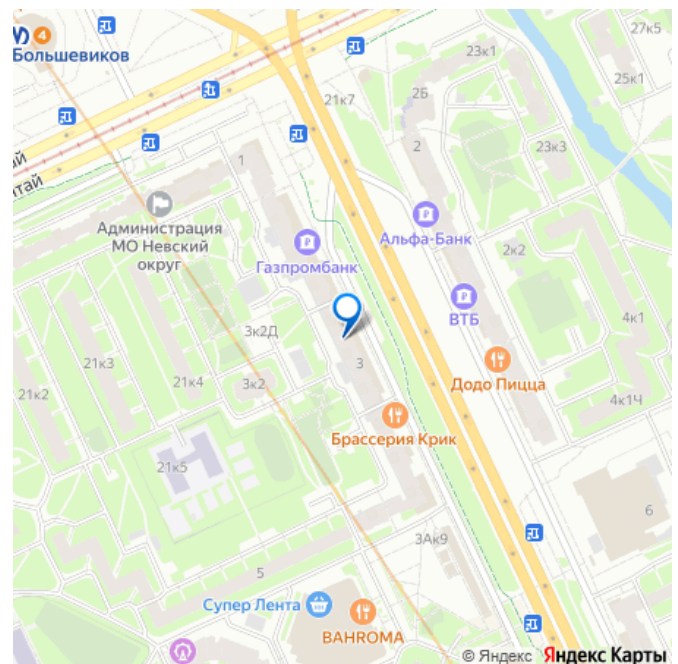 4
Большевиков
27к5
23к1
25к1
2Б
21к7
23к3
2
1
ай
тай
Администрация
МО Невский
округ
Альфа-Банк
Газпромбанк
2к2
ВТБ
4к1
3к2Д
21к3
3
Додо Пицца
21к4
3к2
21к2
4к1Ч
Брассерия Крик
21к5
6
3Ак9
5
Супер Лента
BAHROMA
© Яндекс Яндекс Карты